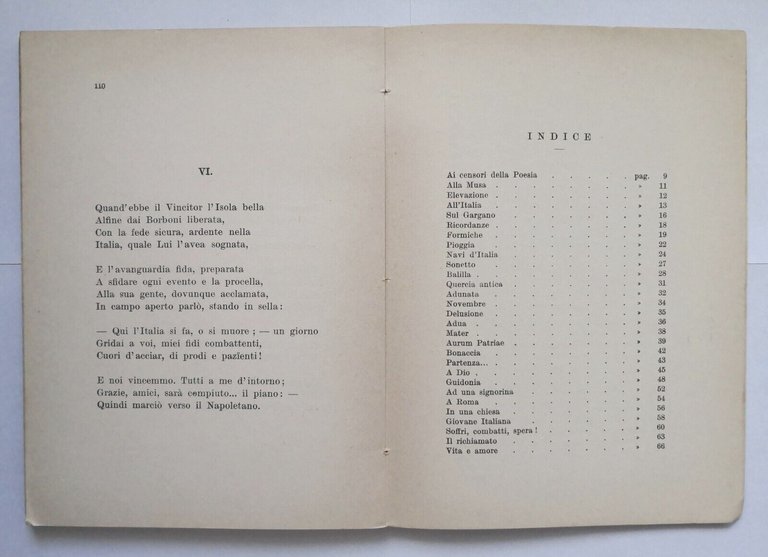 110
VI.
Quand'ebbe il Vincitor l'Isola bella
Alfine dai Borboni liberata,
Con la fede sicura, ardente nella
Italia, quale Lui l'avea sognata,
E l'avanguardia fida, preparata
A sfidare ogni evento e la procella,
Alla sua gente, dovunque acclamata,
In campo aperto parlò, stando in sella:
— Qui l'Italia si fa, o si muore; — un giorno
Gridai a voi, miei fidi combattenti,
Cuori d'acciar, di prodi e pazïenti!
E noi vincemmo. Tutti a me d'intorno;
Grazie, amici, sarà compiuto... il piano: —
Quindi marciò verso il Napoletano.
INDICE
Ai censori della Poesia . . . . . pag. 9
Alla Musa . . . . . . . » 11
Elevazione . . . . . . . » 12
All'Italia . . . . . . . » 13
Sul Gargano . . . . . . » 16
Ricordanze . . . . . . . » 18
Formiche . . . . . . . » 19
Pioggia . . . . . . . » 22
Navi d'Italia . . . . . . » 24
Sonetto . . . . . . . » 27
Balilla . . . . . . . . » 28
Quercia antica . . . . . . » 31
Adunata . . . . . . . » 32
Novembre . . . . . . . » 34
Delusione . . . . . . . » 35
Adua . . . . . . . . » 36
Mater . . . . . . . . » 38
Aurum Patriae . . . . . . » 39
Bonaccia . . . . . . . » 42
Partenza... . . . . . . . » 43
A Dio . . . . . . . . » 45
Guidonia . . . . . . . » 48
Ad una signorina . . . . . » 52
A Roma . . . . . . . » 54
In una chiesa . . . . . . » 56
Giovane Italiana . . . . . » 58
Soffri, combatti, spera! . . . . » 60
Il richiamato . . . . . . » 63
Vita e amore . . . . . . » 66